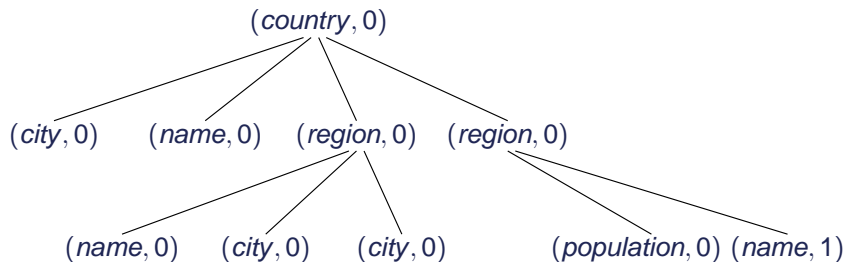 (country, 0)
(city, 0) (name, 0) (region, 0) (region, 0)
(name, 0) (city, 0) (city, 0) (population, 0) (name, 1)